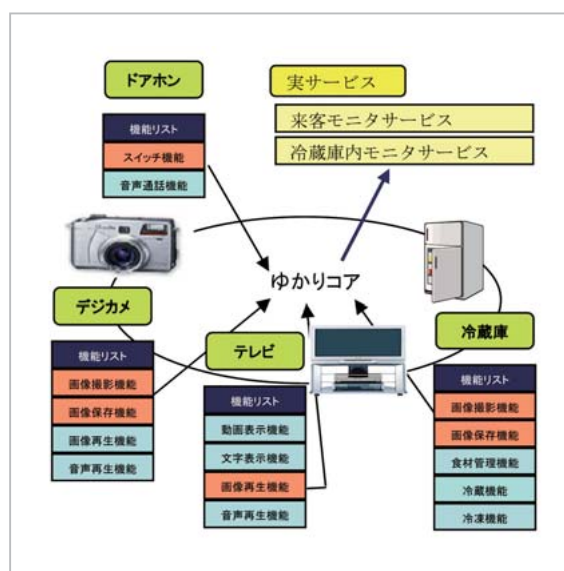 ドアホン
機能リスト
スイッチ機能
音声通話機能
実サービス
来客モニタサービス
冷蔵庫内モニタサービス
ゆかりコア
デジカメ
機能リスト
画像撮影機能
画像保存機能
画像再生機能
音声再生機能
テレビ
機能リスト
動画表示機能
文字表示機能
画像再生機能
音声再生機能
冷蔵庫
機能リスト
画像撮影機能
画像保存機能
食材管理機能
冷蔵機能
冷凍機能